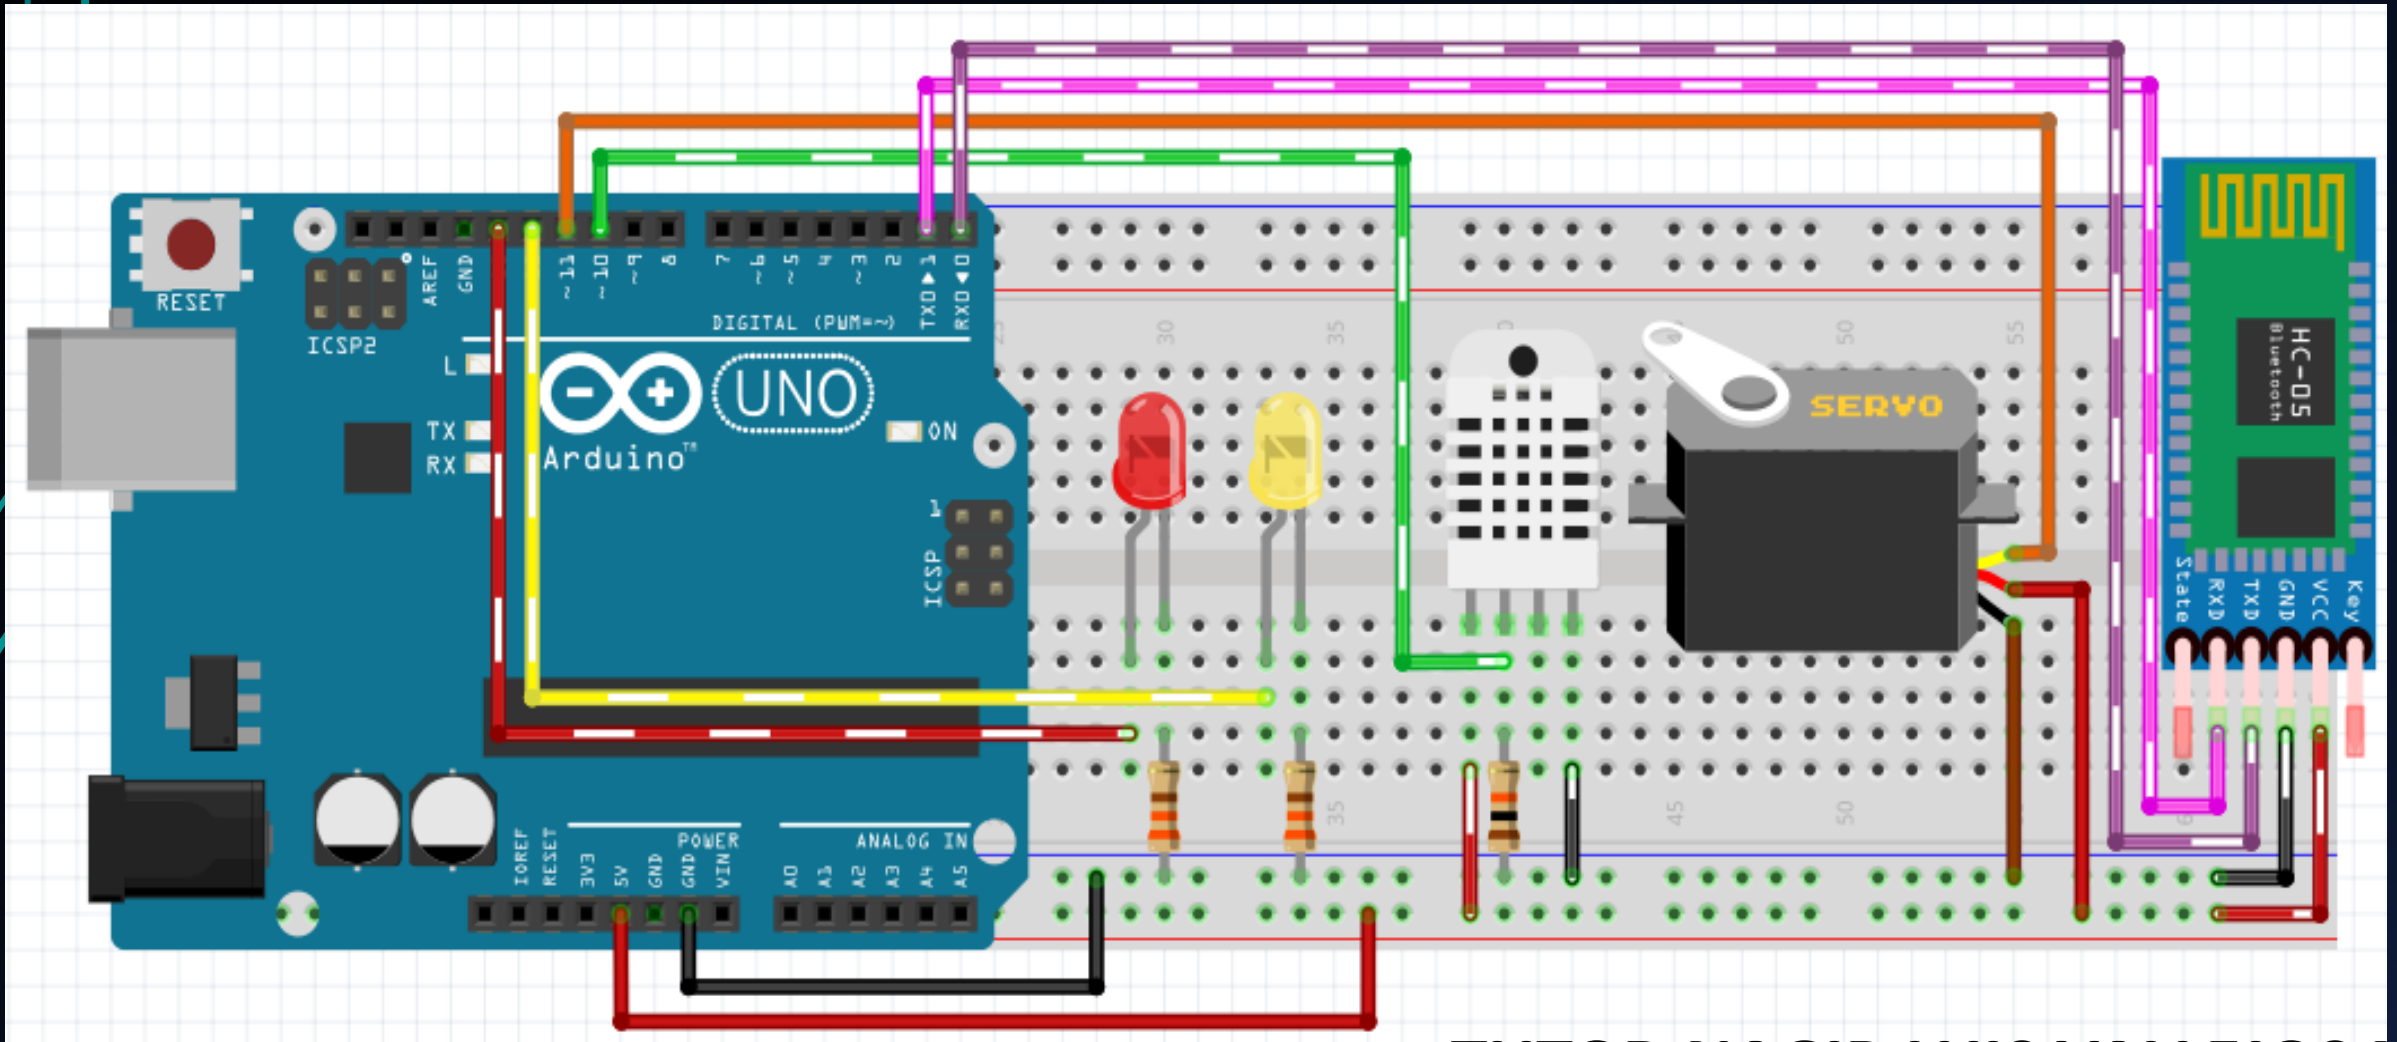 RESET
ICSP2
AREF
GND
~11
~10
~9
8
7
~6
~5
4
~3
2
TXD▶1
RXD◀0
DIGITAL (PWM=~)
L
TX
RX
UNO
Arduino™
ON
1
ICSP
IOREF
RESET
3V3
5V
GND
GND
VIN
POWER
A0
A1
A2
A3
A4
A5
ANALOG IN
30
35
50
55
35
45
50
SERVO
HC-05
Bluetooth
State
RXD
TXD
GND
VCC
Key